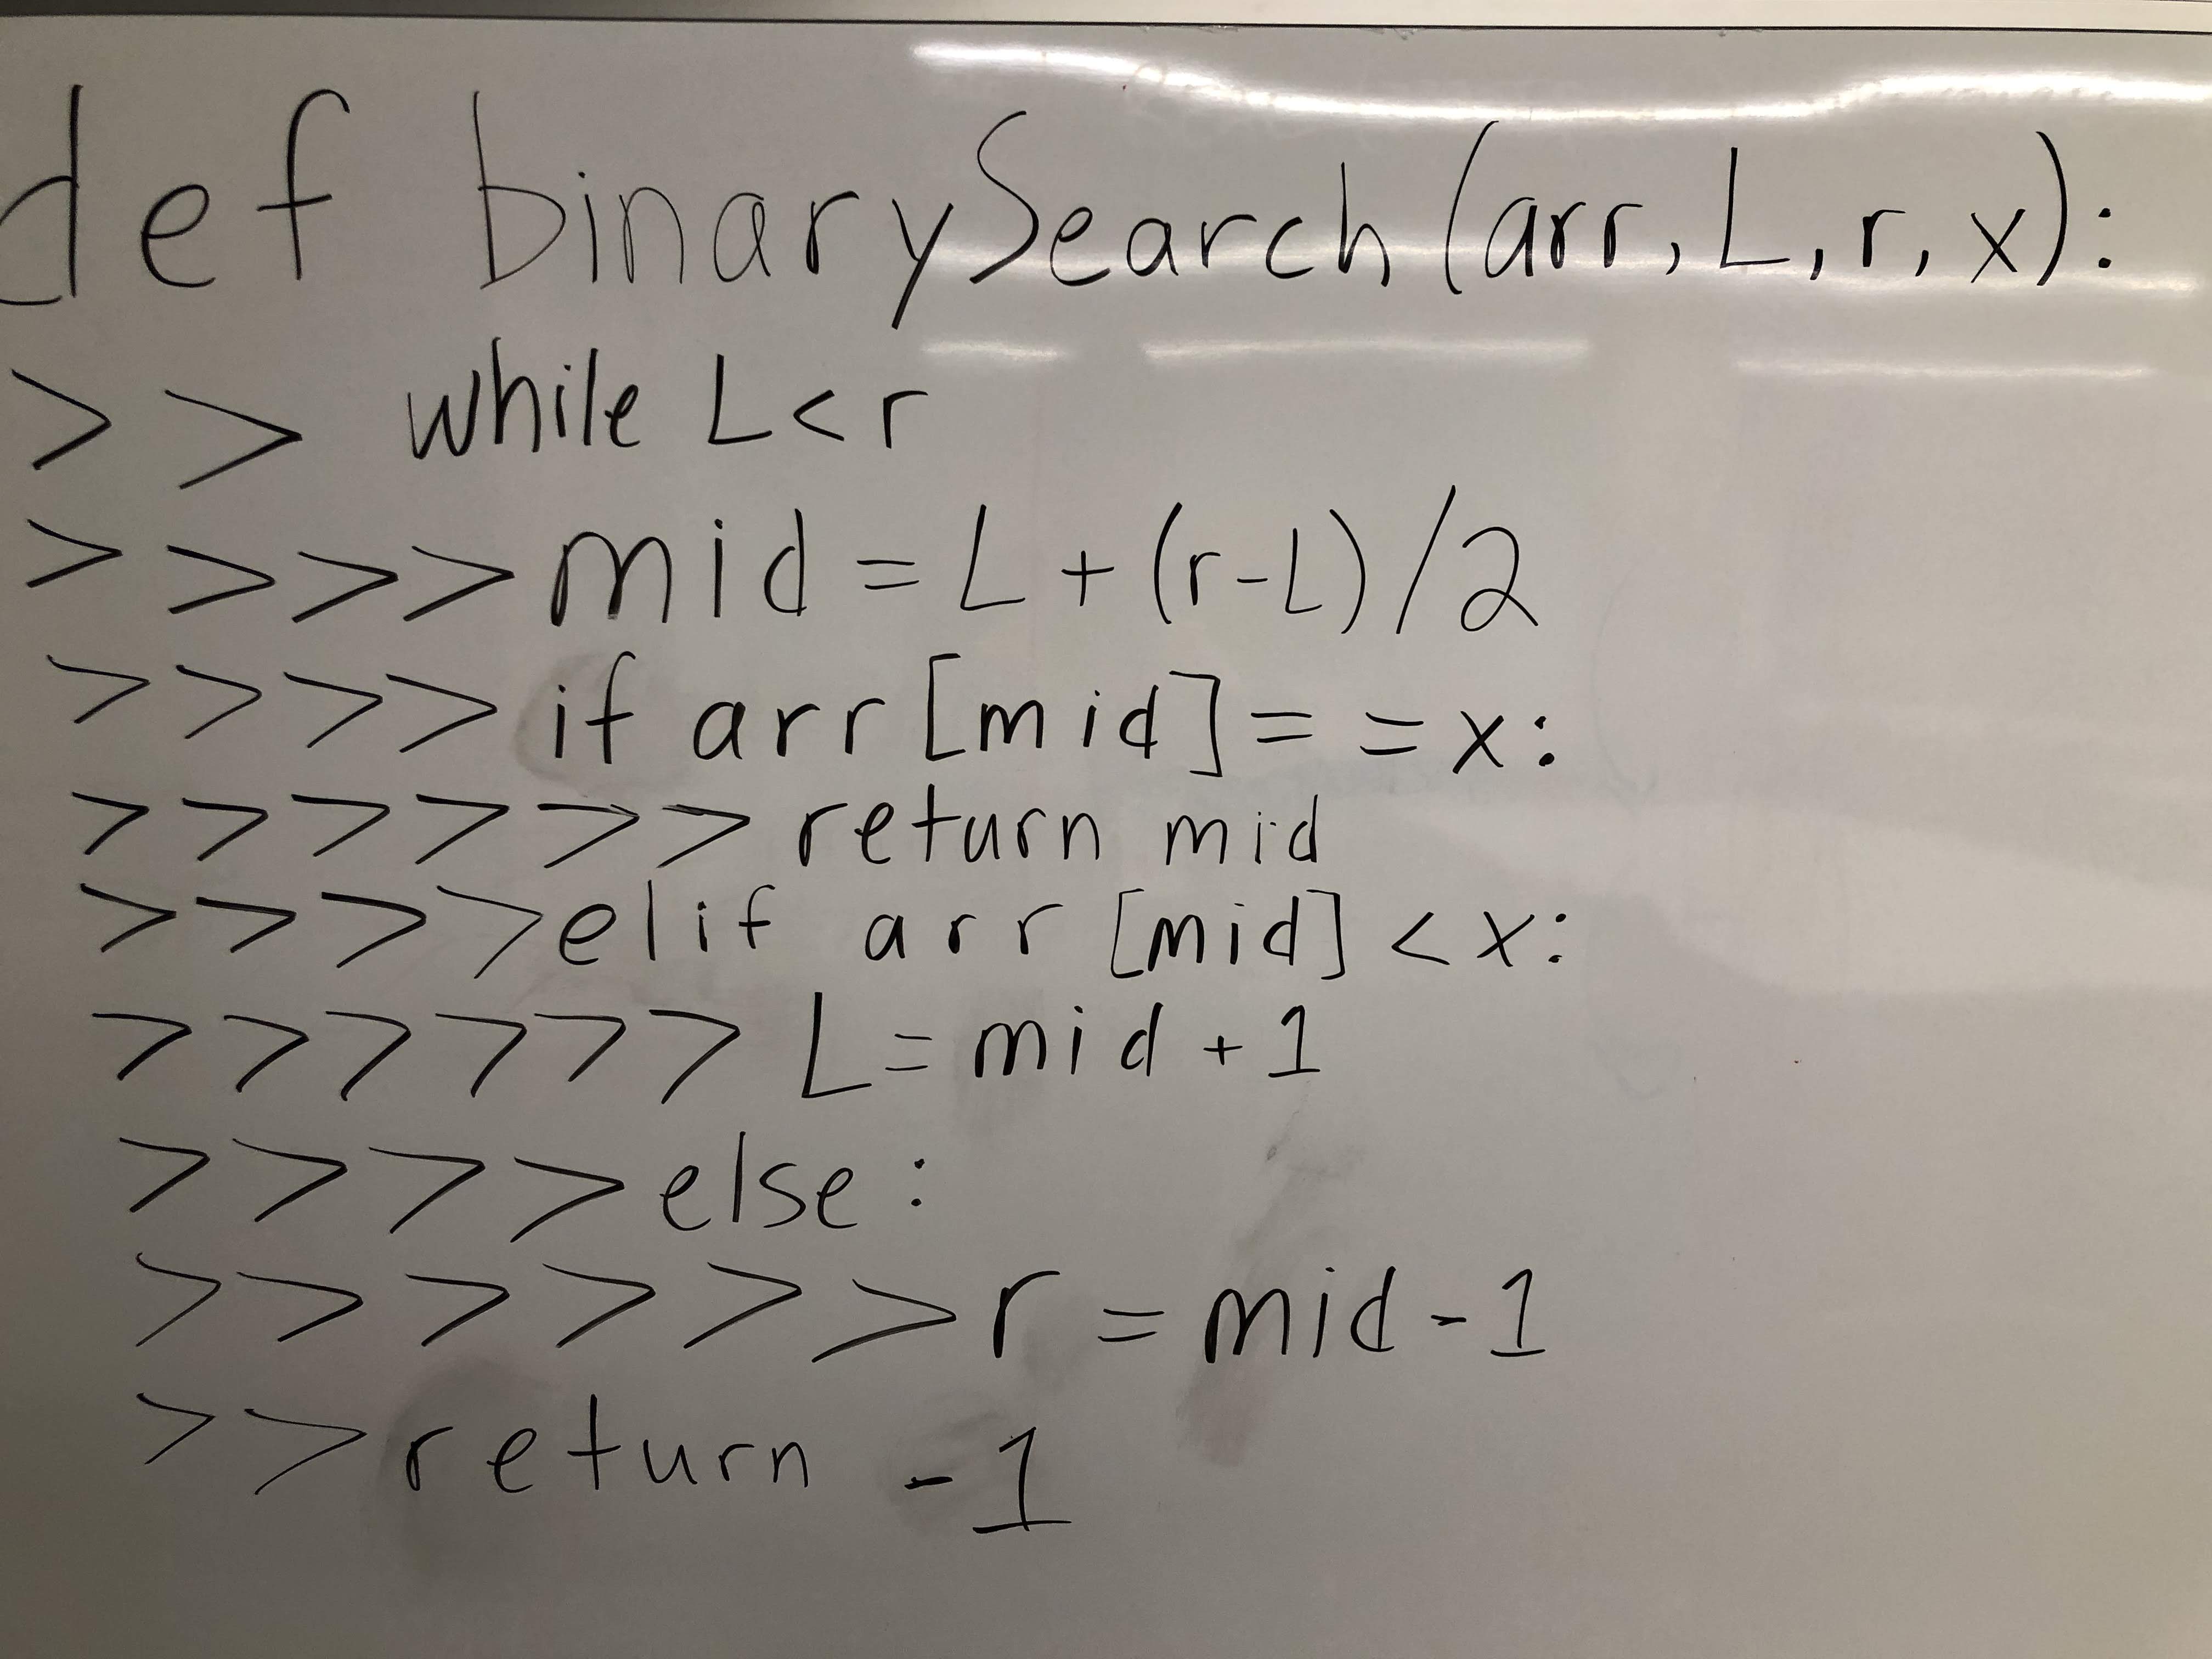 def binarySearch(arr, L, r, x):
>> while L<r
>>>> mid = L + (r-L)/2
>>>> if arr[mid]= =x:
>>>>>> return mid
>>>> elif arr [mid] < x:
>>>>>> L= mid +1
>>>> else:
>>>>>> r = mid-1
>> return -1